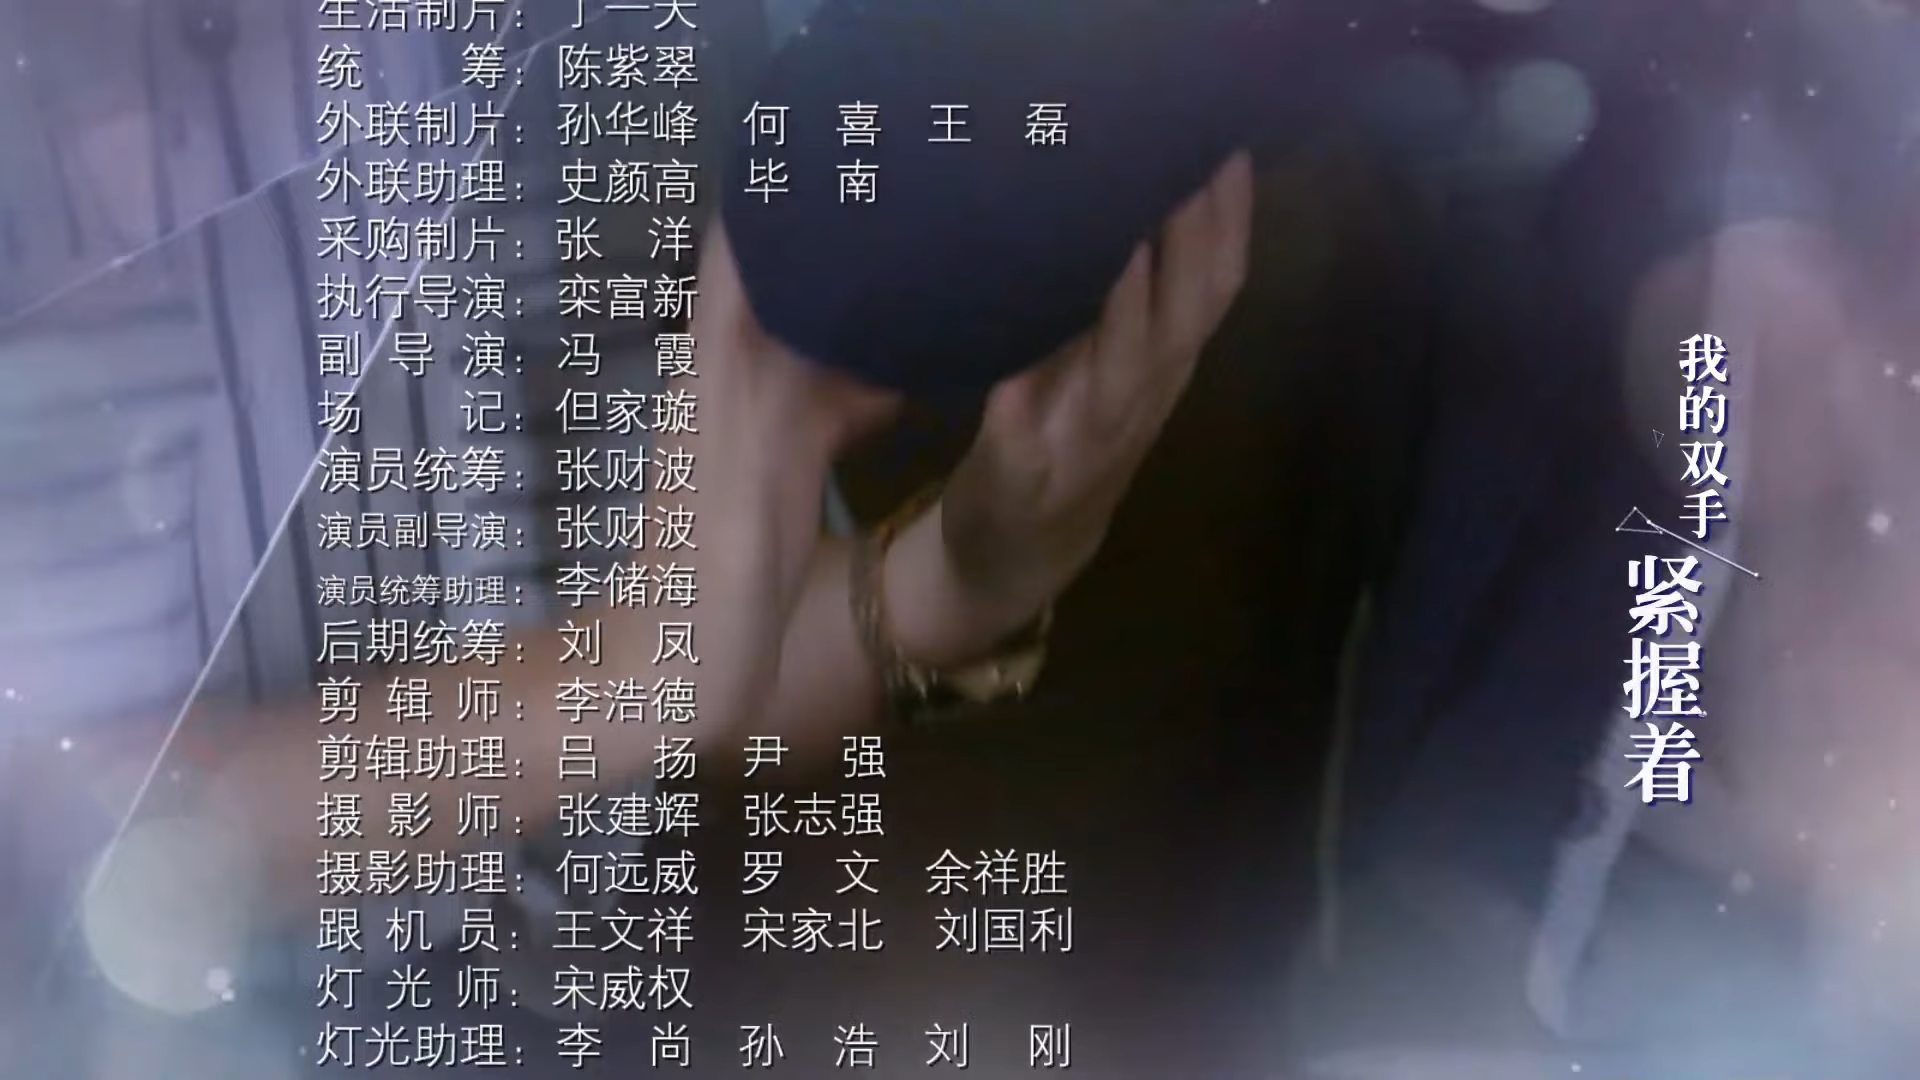 生活制片：丁一天
统筹：陈紫翠
外联制片：孙华峰 何喜 王磊
外联助理：史颜高 毕南
采购制片：张洋
执行导演：栾富新
副导演：冯霞
场记：但家璇
演员统筹：张财波
演员副导演：张财波
演员统筹助理：李储海
后期统筹：刘凤
剪辑师：李浩德
剪辑助理：吕扬 尹强
摄影师：张建辉 张志强
摄影助理：何远威 罗文 余祥胜
跟机员：王文祥 宋家北 刘国利
灯光师：宋威权
灯光助理：李尚 孙浩 刘刚
我的双手
紧握着